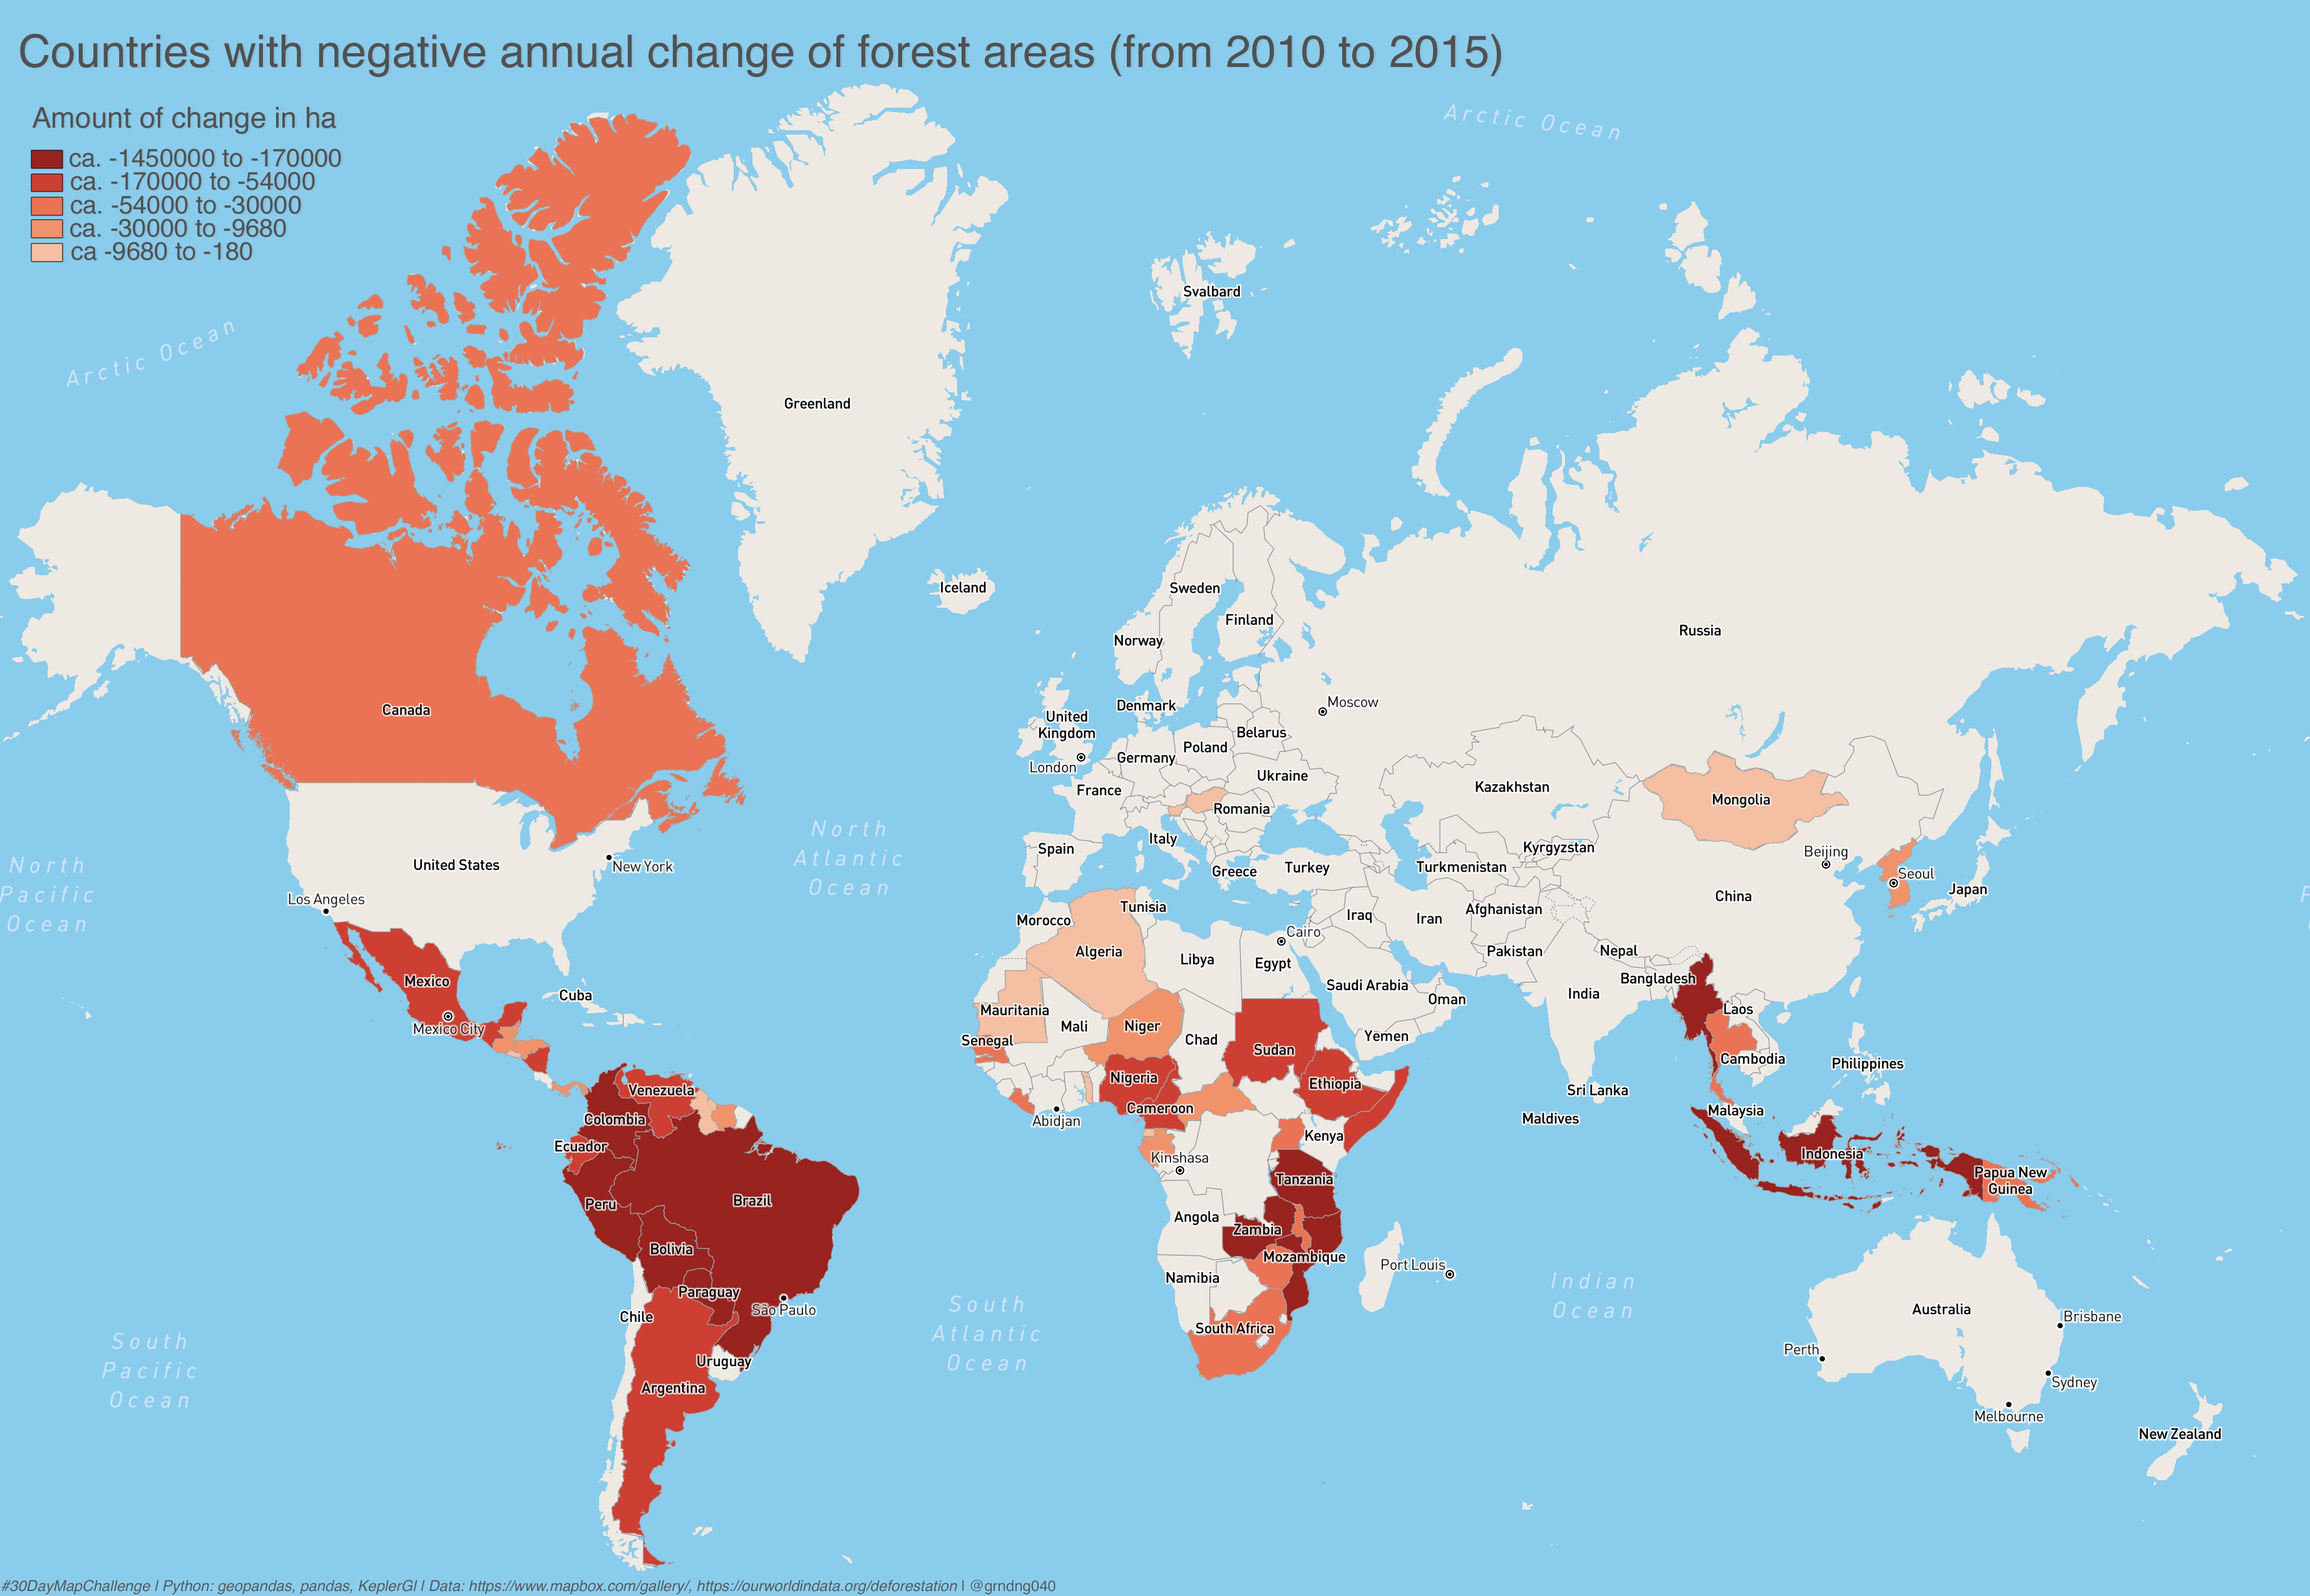 Countries with negative annual change of forest areas (from 2010 to 2015)
Amount of change in ha
ca. -1450000 to -170000
ca. -170000 to -54000
ca. -54000 to -30000
ca. -30000 to -9680
ca -9680 to -180
Arctic Ocean
Arctic Ocean
Svalbard
Greenland
Iceland
Sweden
Finland
Norway
Russia
Canada
Denmark
Moscow
United
Kingdom
Belarus
Poland
Germany
London
Ukraine
France
Kazakhstan
Mongolia
Romania
North
Atlantic
Ocean
Italy
Spain
Kyrgyzstan
Beijing
United States
New York
North
Pacific
Ocean
Greece
Turkey
Turkmenistan
Seoul
Japan
Los Angeles
China
Tunisia
Morocco
Iraq
Iran
Afghanistan
Cairo
Algeria
Libya
Egypt
Pakistan
Nepal
Bangladesh
Mexico
Cuba
Saudi Arabia
Oman
India
Mauritania
Mali
Niger
Laos
Mexico City
Senegal
Chad
Sudan
Yemen
Cambodia
Philippines
Venezuela
Nigeria
Ethiopia
Sri Lanka
Colombia
Cameroon
Abidjan
Maldives
Malaysia
Ecuador
Kenya
Kinshasa
Indonesia
Papua New
Guinea
Tanzania
Peru
Brazil
Angola
Zambia
Bolivia
Mozambique
Port Louis
Namibia
Indian
Ocean
Paraguay
São Paulo
South
Atlantic
Ocean
Chile
South Africa
Australia
Brisbane
South
Pacific
Ocean
Uruguay
Perth
Argentina
Sydney
Melbourne
New Zealand
P
#30DayMapChallenge | Python: geopandas, pandas, KeplerGl | Data: https://www.mapbox.com/gallery/, https://ourworldindata.org/deforestation | @grndng040